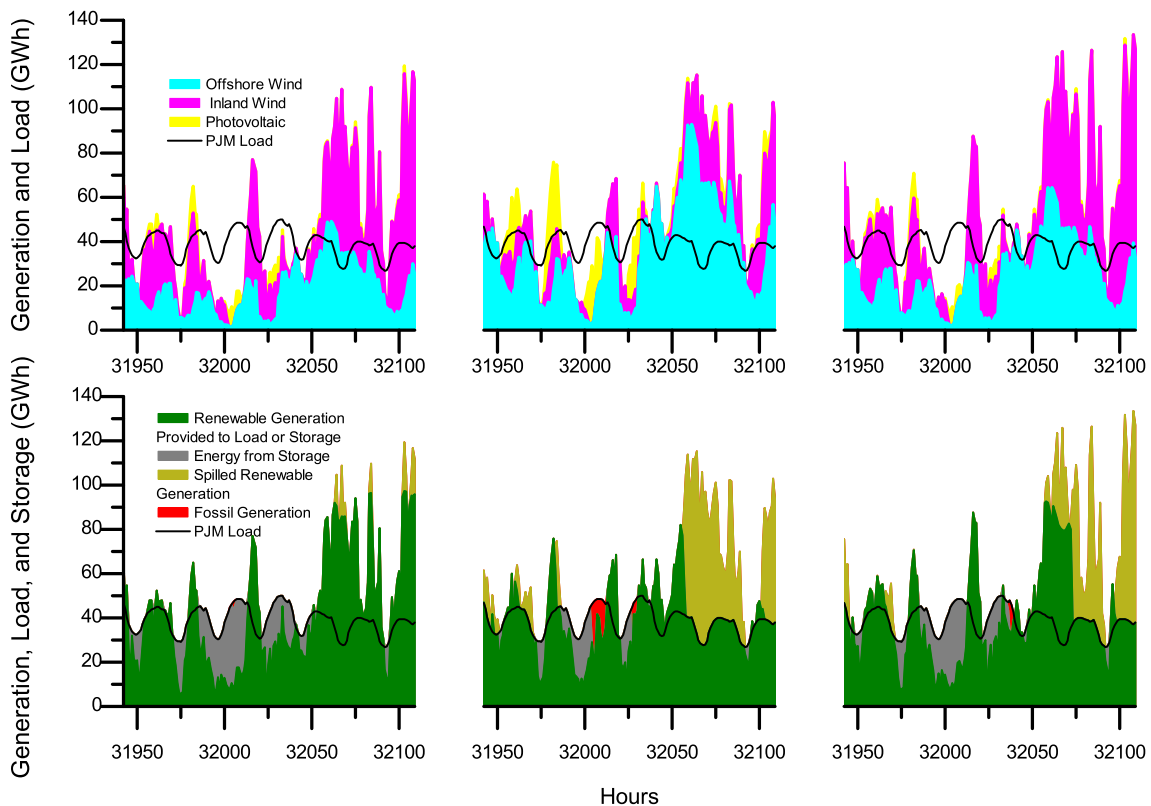 Generation and Load (GWh)
140
120
100
80
60
40
20
0
Offshore Wind
Inland Wind
Photovoltaic
PJM Load
31950 32000 32050 32100
31950 32000 32050 32100
31950 32000 32050 32100
Generation, Load, and Storage (GWh)
140
120
100
80
60
40
20
0
Renewable Generation
Provided to Load or Storage
Energy from Storage
Spilled Renewable
Generation
Fossil Generation
PJM Load
31950 32000 32050 32100
31950 32000 32050 32100
31950 32000 32050 32100
Hours